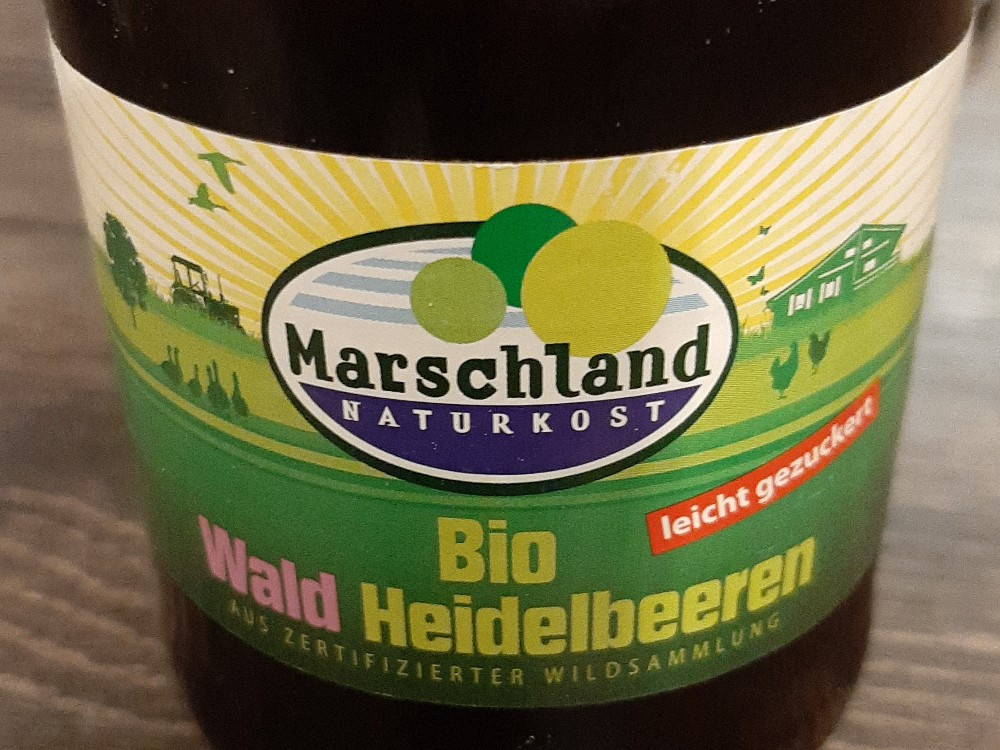 Marschland
NATURKOST
leicht gezuckert
Bio
Wald Heidelbeeren
AUS ZERTIFIZIERTER WILDSAMMLUNG